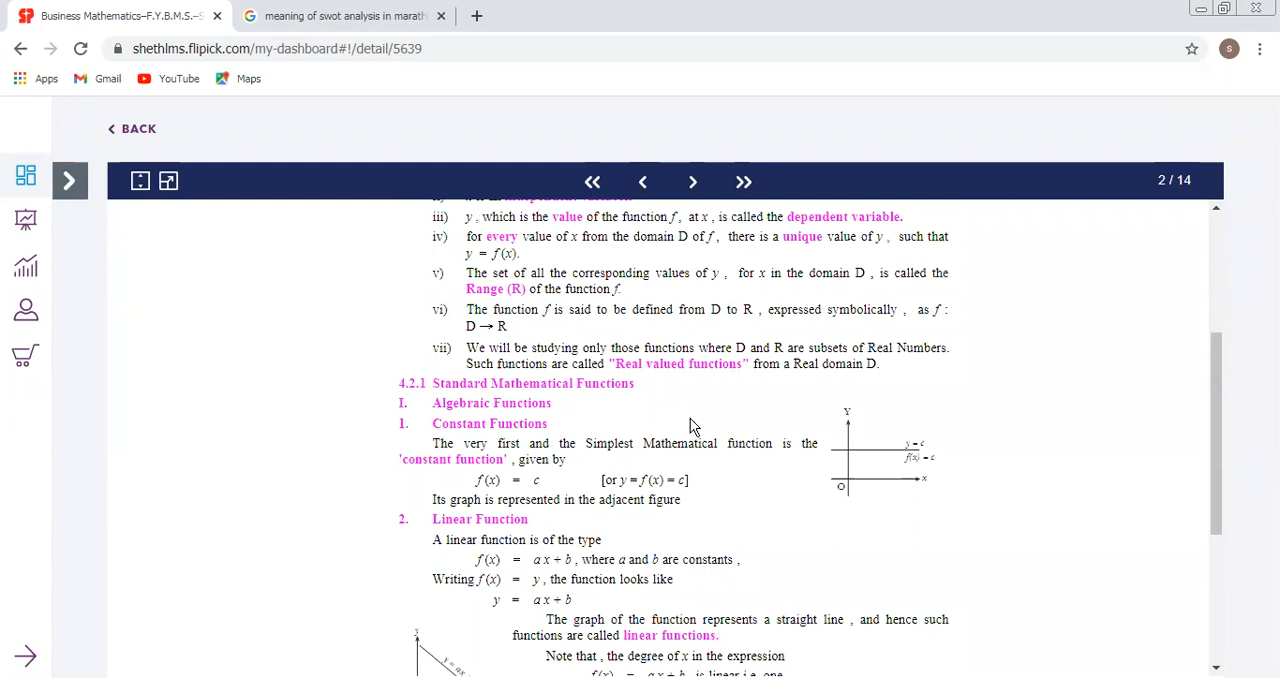 Business Mathematics–F.Y.B.M.S.–S
meaning of swot analysis in marath
shethlms.flipick.com/my-dashboard#!/detail/5639
S
Apps
Gmail
YouTube
Maps
BACK
2 / 14
iii) y, which is the value of the function f, at x, is called the dependent variable.
iv) for every value of x from the domain D of f, there is a unique value of y, such that
y = f(x).
v) The set of all the corresponding values of y, for x in the domain D, is called the
Range (R) of the function f.
vi) The function f is said to be defined from D to R, expressed symbolically, as f :
D → R
vii) We will be studying only those functions where D and R are subsets of Real Numbers.
Such functions are called "Real valued functions" from a Real domain D.
4.2.1 Standard Mathematical Functions
I. Algebraic Functions
1. Constant Functions
The very first and the Simplest Mathematical function is the
'constant function', given by
f(x) = c [or y = f(x) = c]
Its graph is represented in the adjacent figure
Y
y = c
f(x) = c
x
O
2. Linear Function
A linear function is of the type
f(x) = ax + b, where a and b are constants,
Writing f(x) = y, the function looks like
y = ax + b
The graph of the function represents a straight line, and hence such
functions are called linear functions.
Note that, the degree of x in the expression
f(x) = ax + b is linear i.e. one
y
y = ax